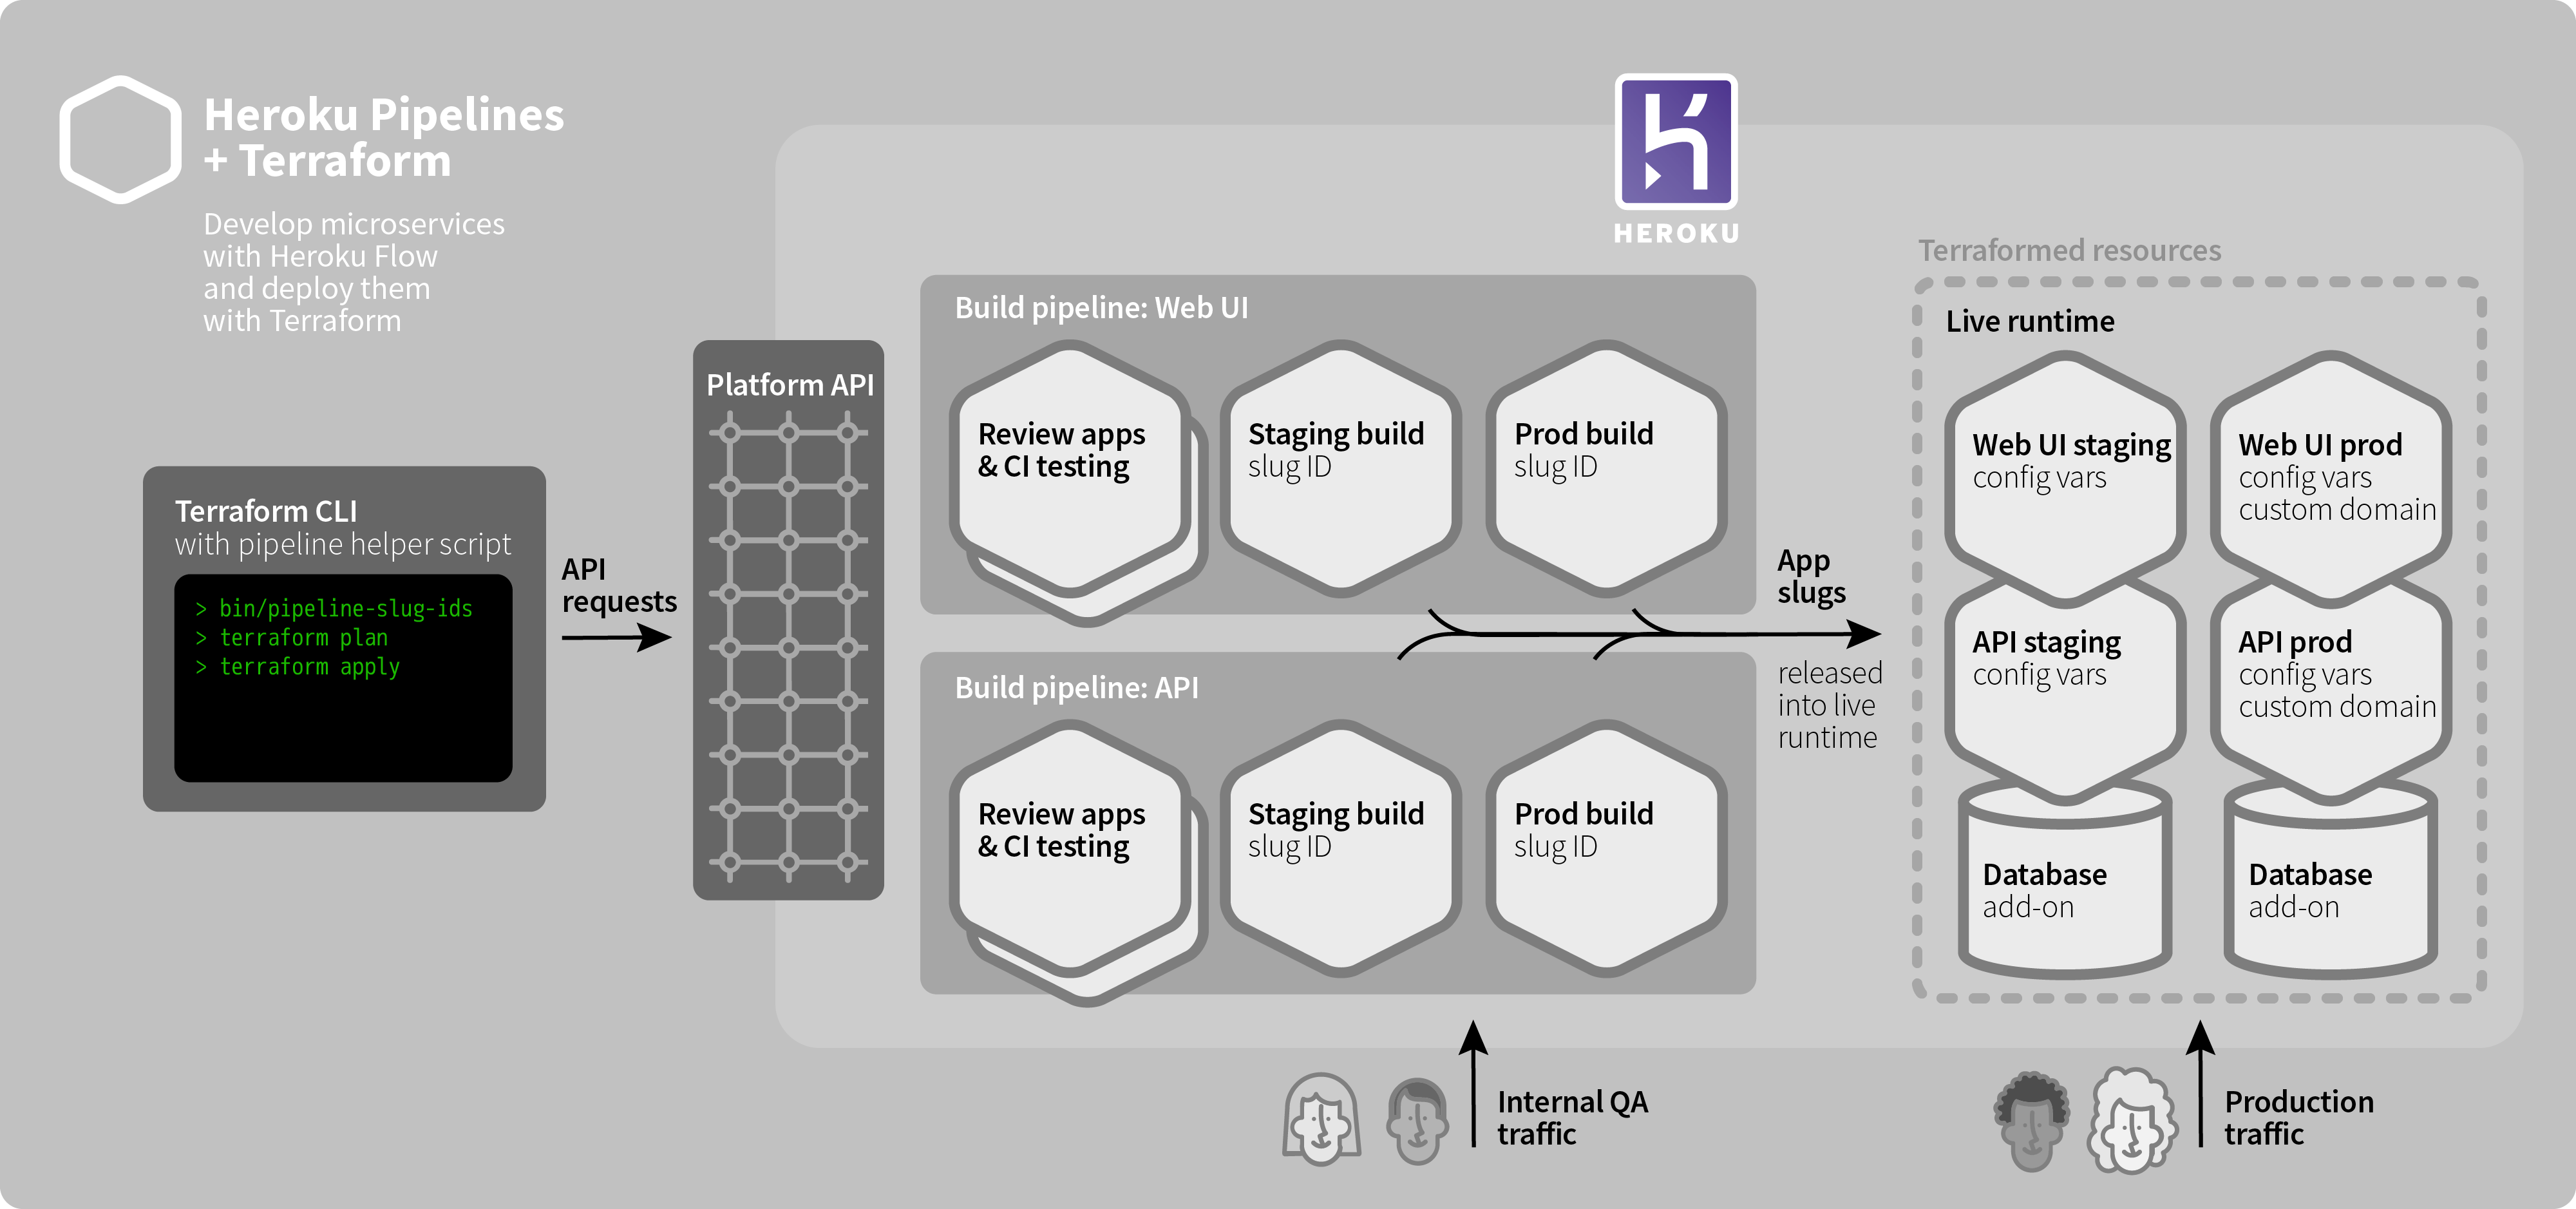 Heroku Pipelines
+ Terraform
Develop microservices
with Heroku Flow
and deploy them
with Terraform
HEROKU
Terraform CLI
with pipeline helper script
> bin/pipeline-slug-ids
> terraform plan
> terraform apply
API
requests
Platform API
Build pipeline: Web UI
Review apps
& CI testing
Staging build
slug ID
Prod build
slug ID
Build pipeline: API
Review apps
& CI testing
Staging build
slug ID
Prod build
slug ID
App
slugs
released
into live
runtime
Terraformed resources
Live runtime
Web UI staging
config vars
Web UI prod
config vars
custom domain
API staging
config vars
API prod
config vars
custom domain
Database
add-on
Database
add-on
Internal QA
traffic
Production
traffic